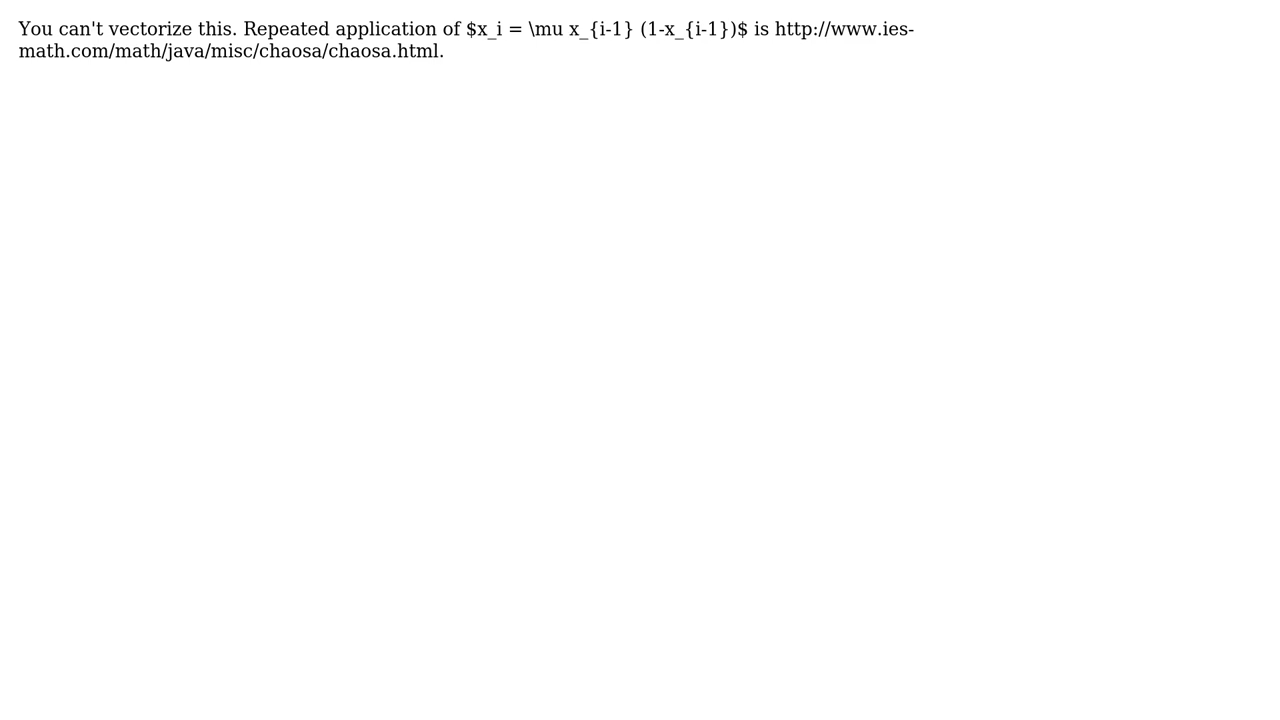 You can't vectorize this. Repeated application of $x_i = \mu x_{i-1} (1-x_{i-1})$ is http://www.ies-
math.com/math/java/misc/chaosa/chaosa.html.